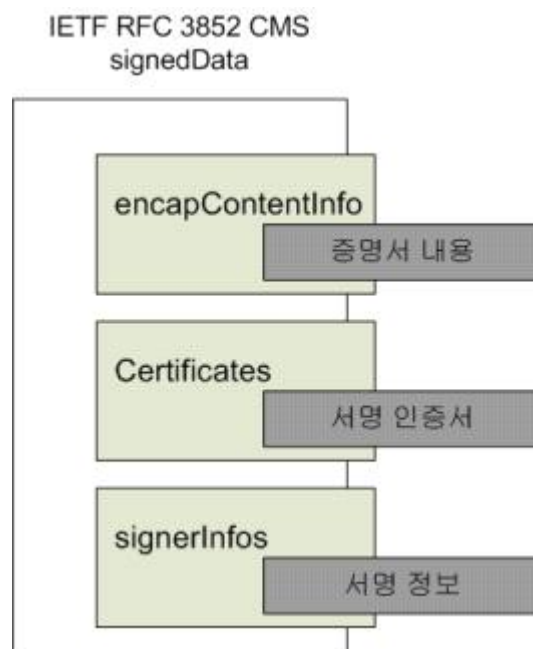 IETF RFC 3852 CMS
signedData
encapContentInfo
증명서 내용
Certificates
서명 인증서
signerInfos
서명 정보